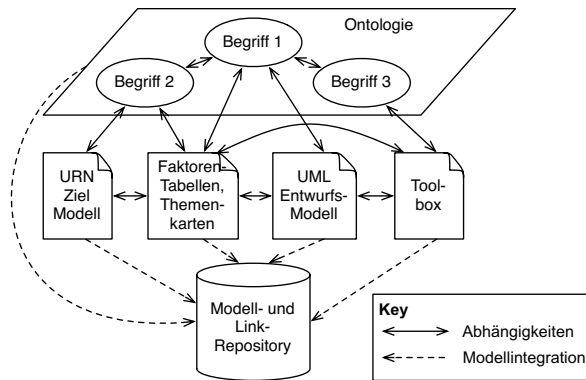 Ontologie
Begriff 1
Begriff 2
Begriff 3
URN
Ziel
Modell
Faktoren-
Tabellen,
Themen-
karten
UML
Entwurfs-
Modell
Tool-
box
Modell- und
Link-
Repository
Key
Abhängigkeiten
Modellintegration